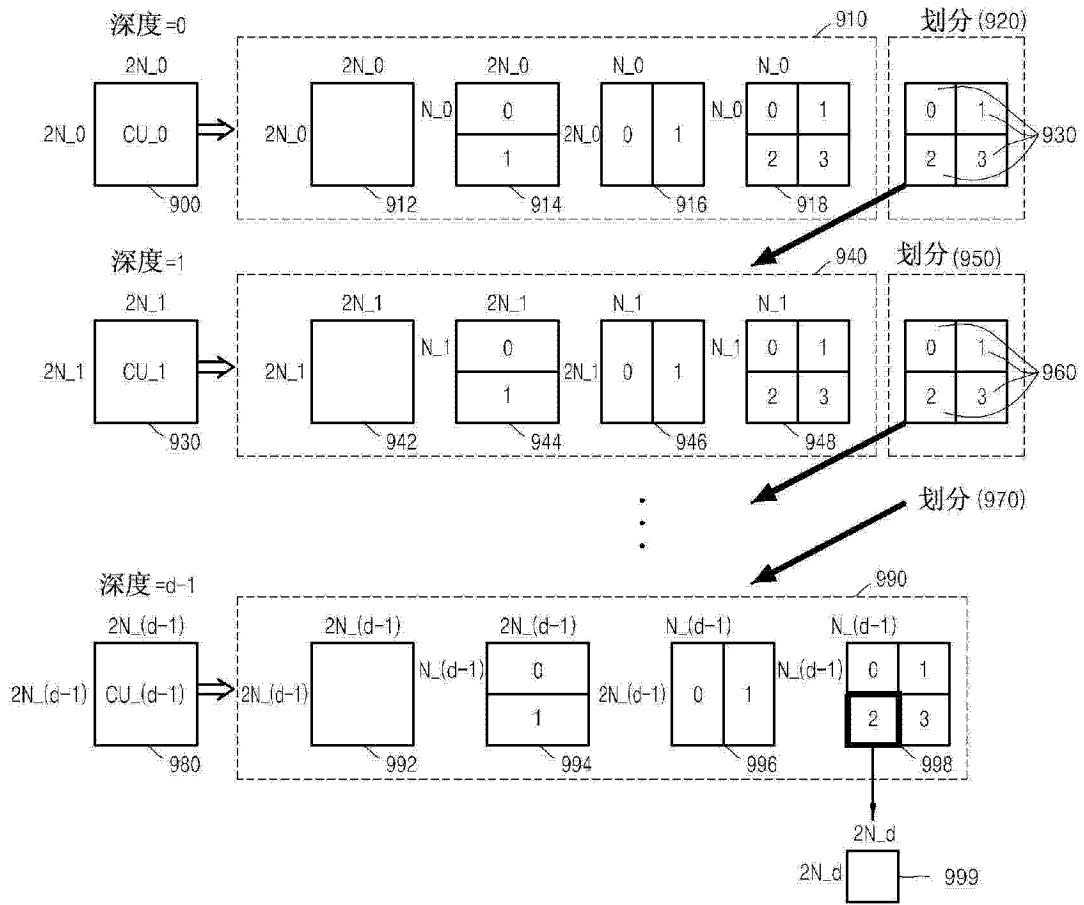 深度=0 910 划分(920)
2N_0 2N_0 2N_0 N_0 N_0
2N_0 CU_0 2N_0 N_0 0 1 2N_0 0 1 N_0 0 1 2 3 0 1 2 3 930
900 912 914 916 918
深度=1 940 划分(950)
2N_1 2N_1 2N_1 N_1 N_1
2N_1 CU_1 2N_1 N_1 0 1 2N_1 0 1 N_1 0 1 2 3 0 1 2 3 960
930 942 944 946 948
划分(970)
深度=d-1 990
2N_(d-1) 2N_(d-1) 2N_(d-1) N_(d-1) N_(d-1)
2N_(d-1) CU_(d-1) 2N_(d-1) N_(d-1) 0 1 2N_(d-1) 0 1 N_(d-1) 0 1 2 3
980 992 994 996 998
2N_d
2N_d 999